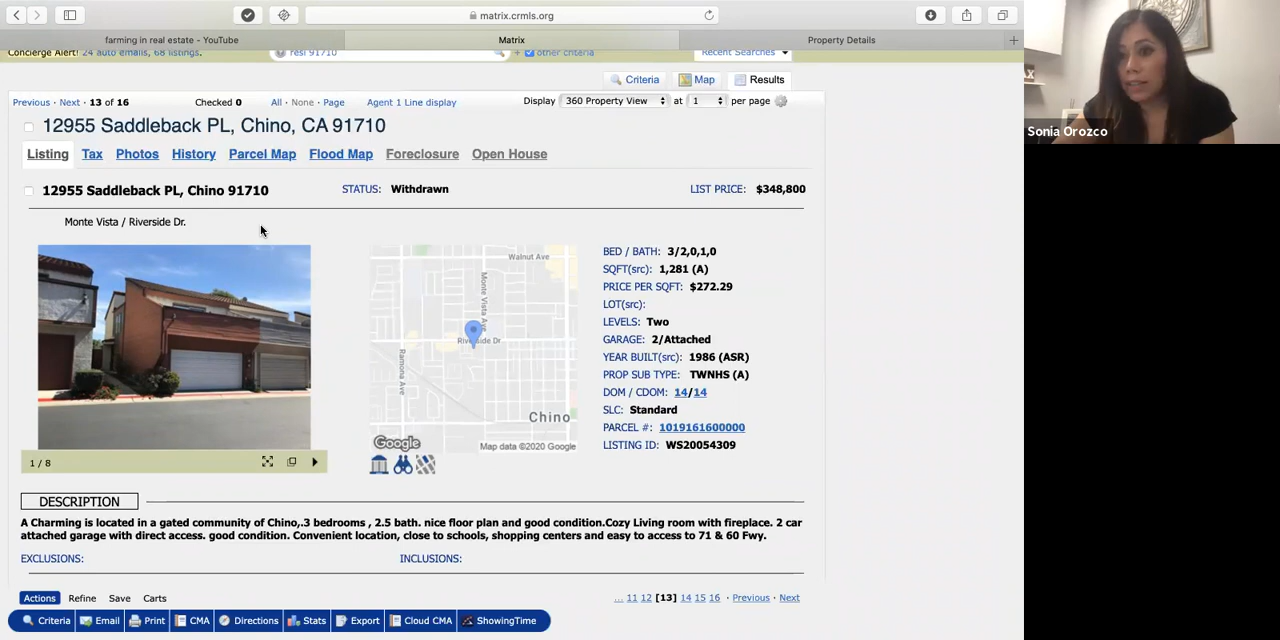 matrix.crmls.org
farming in real estate - YouTube
Matrix
Property Details
Concierge Alert! 24 auto emails, 68 listings.
resi 91710
other criteria
Recent Searches
Criteria
Map
Results
Previous · Next · 13 of 16
Checked 0
All · None · Page
Agent 1 Line display
Display 360 Property View at 1 per page
12955 Saddleback PL, Chino, CA 91710
Listing Tax Photos History Parcel Map Flood Map Foreclosure Open House
12955 Saddleback PL, Chino 91710
STATUS: Withdrawn
LIST PRICE: $348,800
Monte Vista / Riverside Dr.
Walnut Ave
Monte Vista Ave
Riverside Dr
Ramona Ave
Chino
Google
Map data ©2020 Google
BED / BATH: 3/2,0,1,0
SQFT(src): 1,281 (A)
PRICE PER SQFT: $272.29
LOT(src):
LEVELS: Two
GARAGE: 2/Attached
YEAR BUILT(src): 1986 (ASR)
PROP SUB TYPE: TWNHS (A)
DOM / CDOM: 14/14
SLC: Standard
PARCEL #: 1019161600000
LISTING ID: WS20054309
1 / 8
DESCRIPTION
A Charming is located in a gated community of Chino,.3 bedrooms , 2.5 bath. nice floor plan and good condition.Cozy Living room with fireplace. 2 car
attached garage with direct access. good condition. Convenient location, close to schools, shopping centers and easy to access to 71 & 60 Fwy.
EXCLUSIONS:
INCLUSIONS:
Actions Refine Save Carts
... 11 12 [13] 14 15 16 · Previous · Next
Criteria Email Print CMA Directions Stats Export Cloud CMA ShowingTime
Sonia Orozco